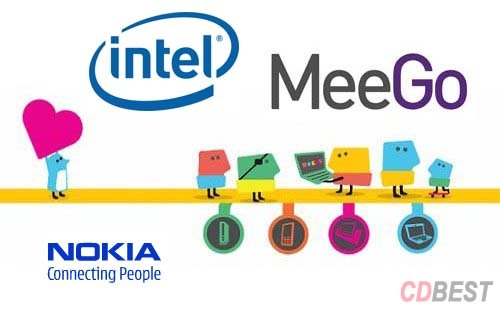 intel®
MeeGo
NOKIA
Connecting People
CDBEST